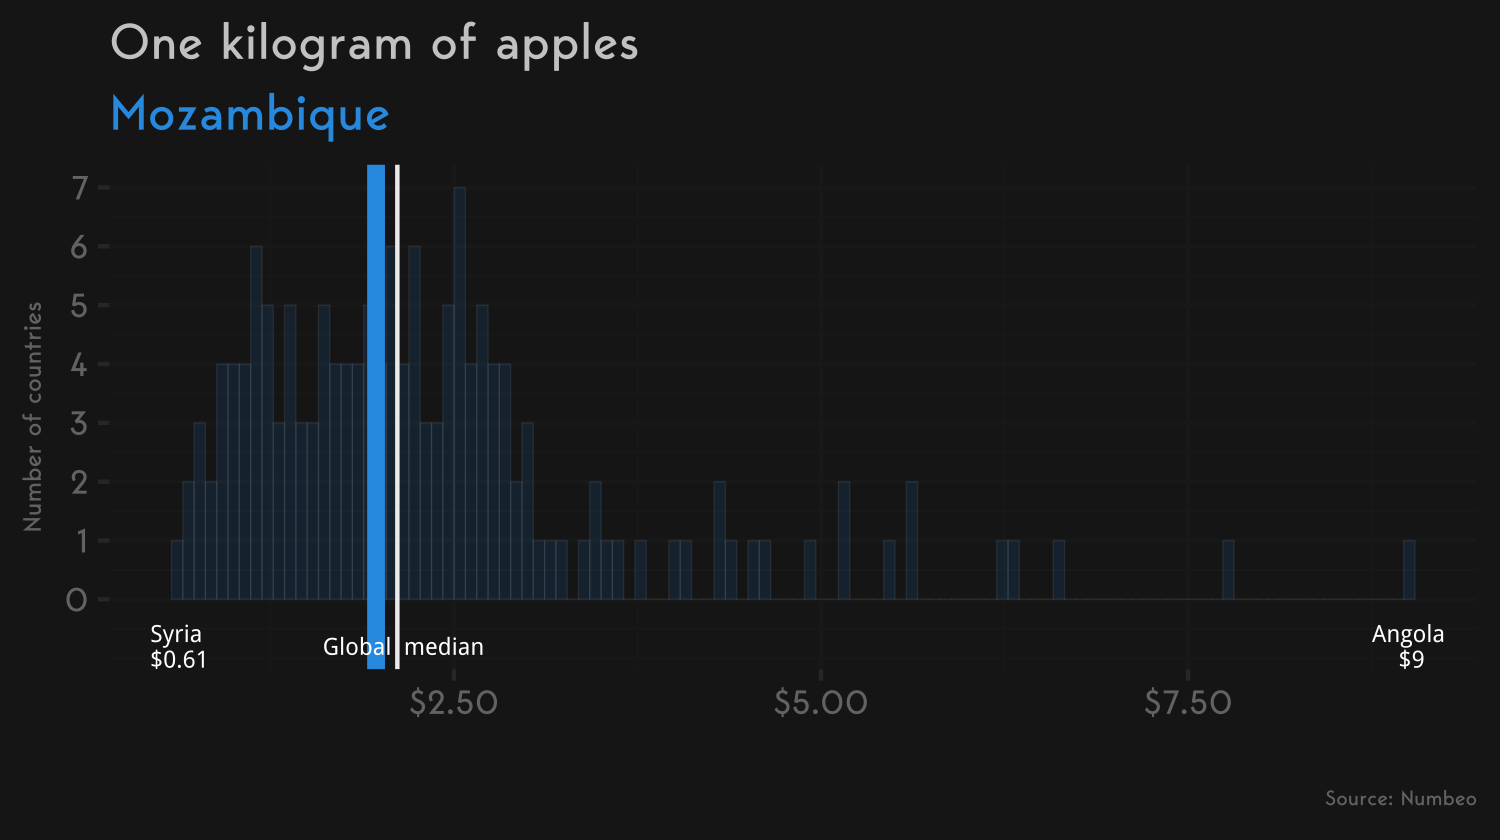 One kilogram of apples
Mozambique
Number of countries
7
6
5
4
3
2
1
0
Syria
$0.61
Global median
Angola
$9
$2.50
$5.00
$7.50
Source: Numbeo